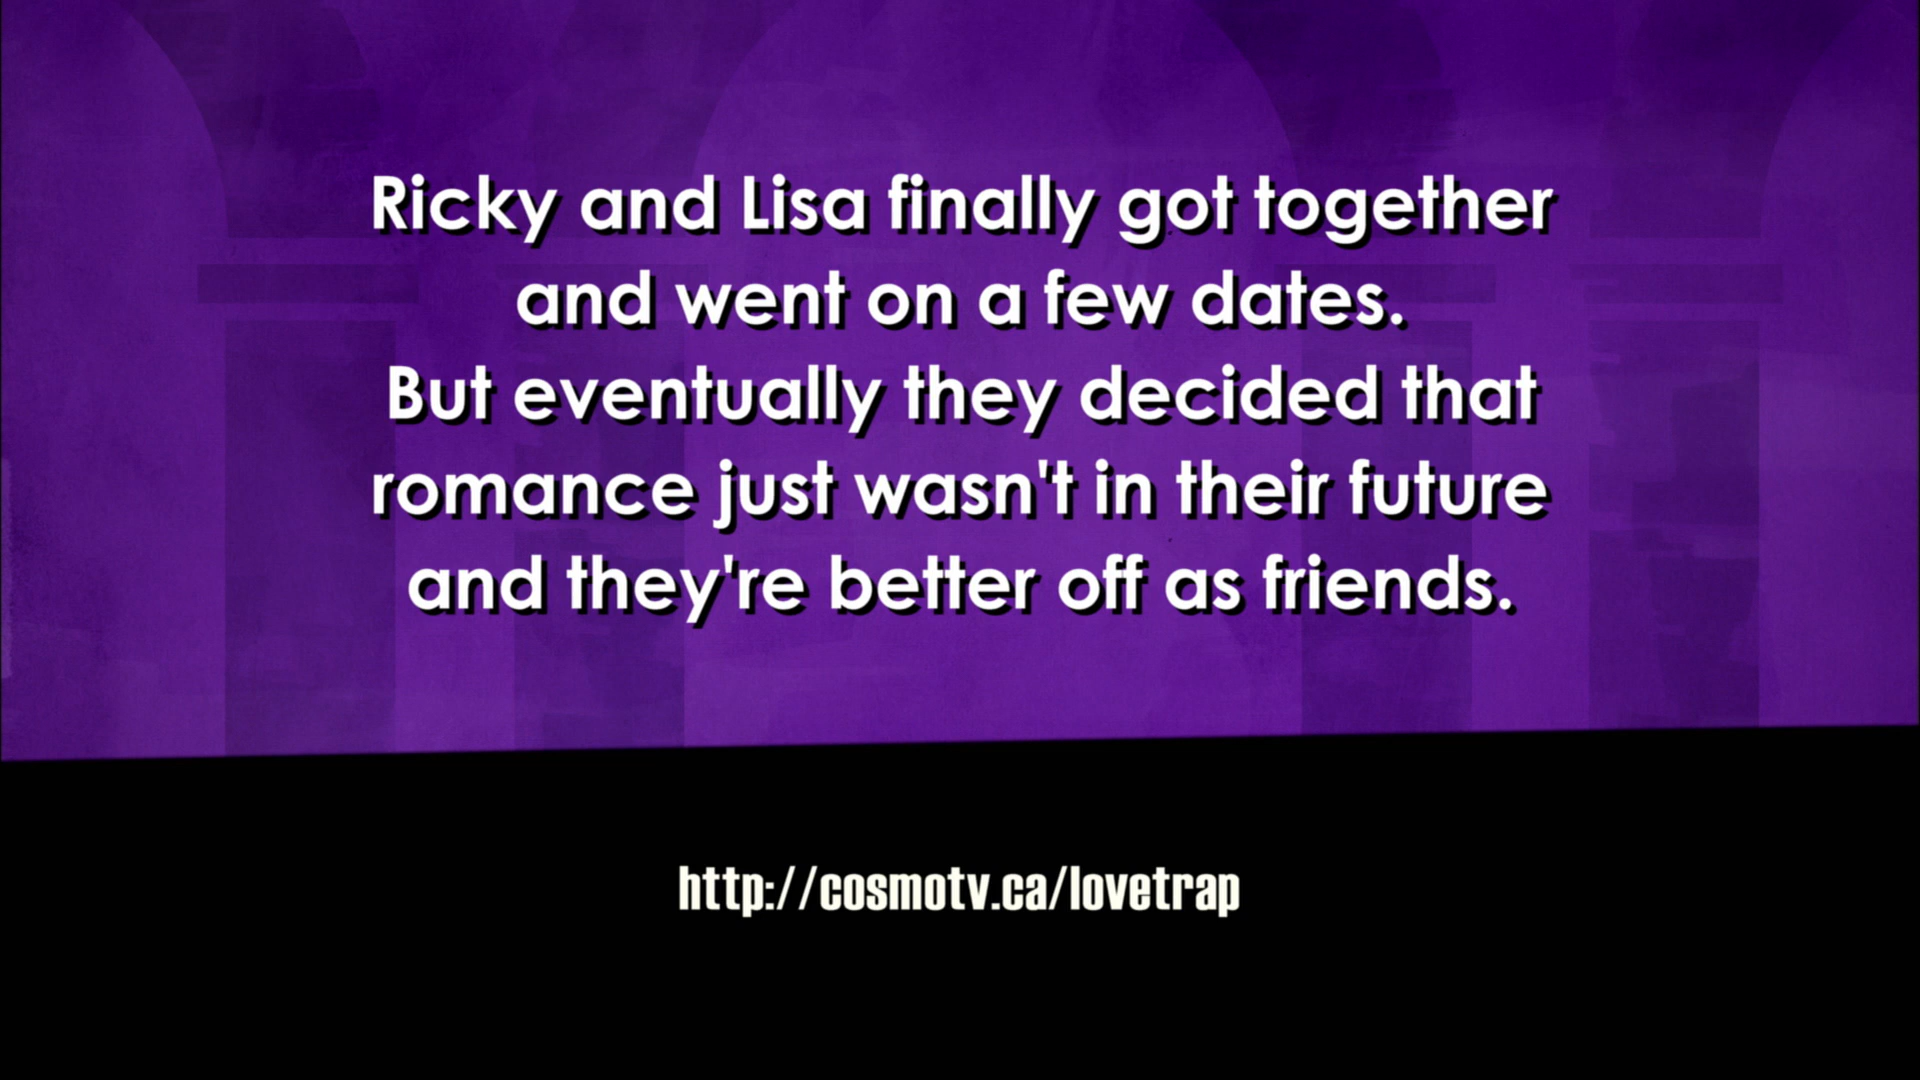 Ricky and Lisa finally got together
and went on a few dates.
But eventually they decided that
romance just wasn't in their future
and they're better off as friends.
http://cosmotv.ca/lovetrap